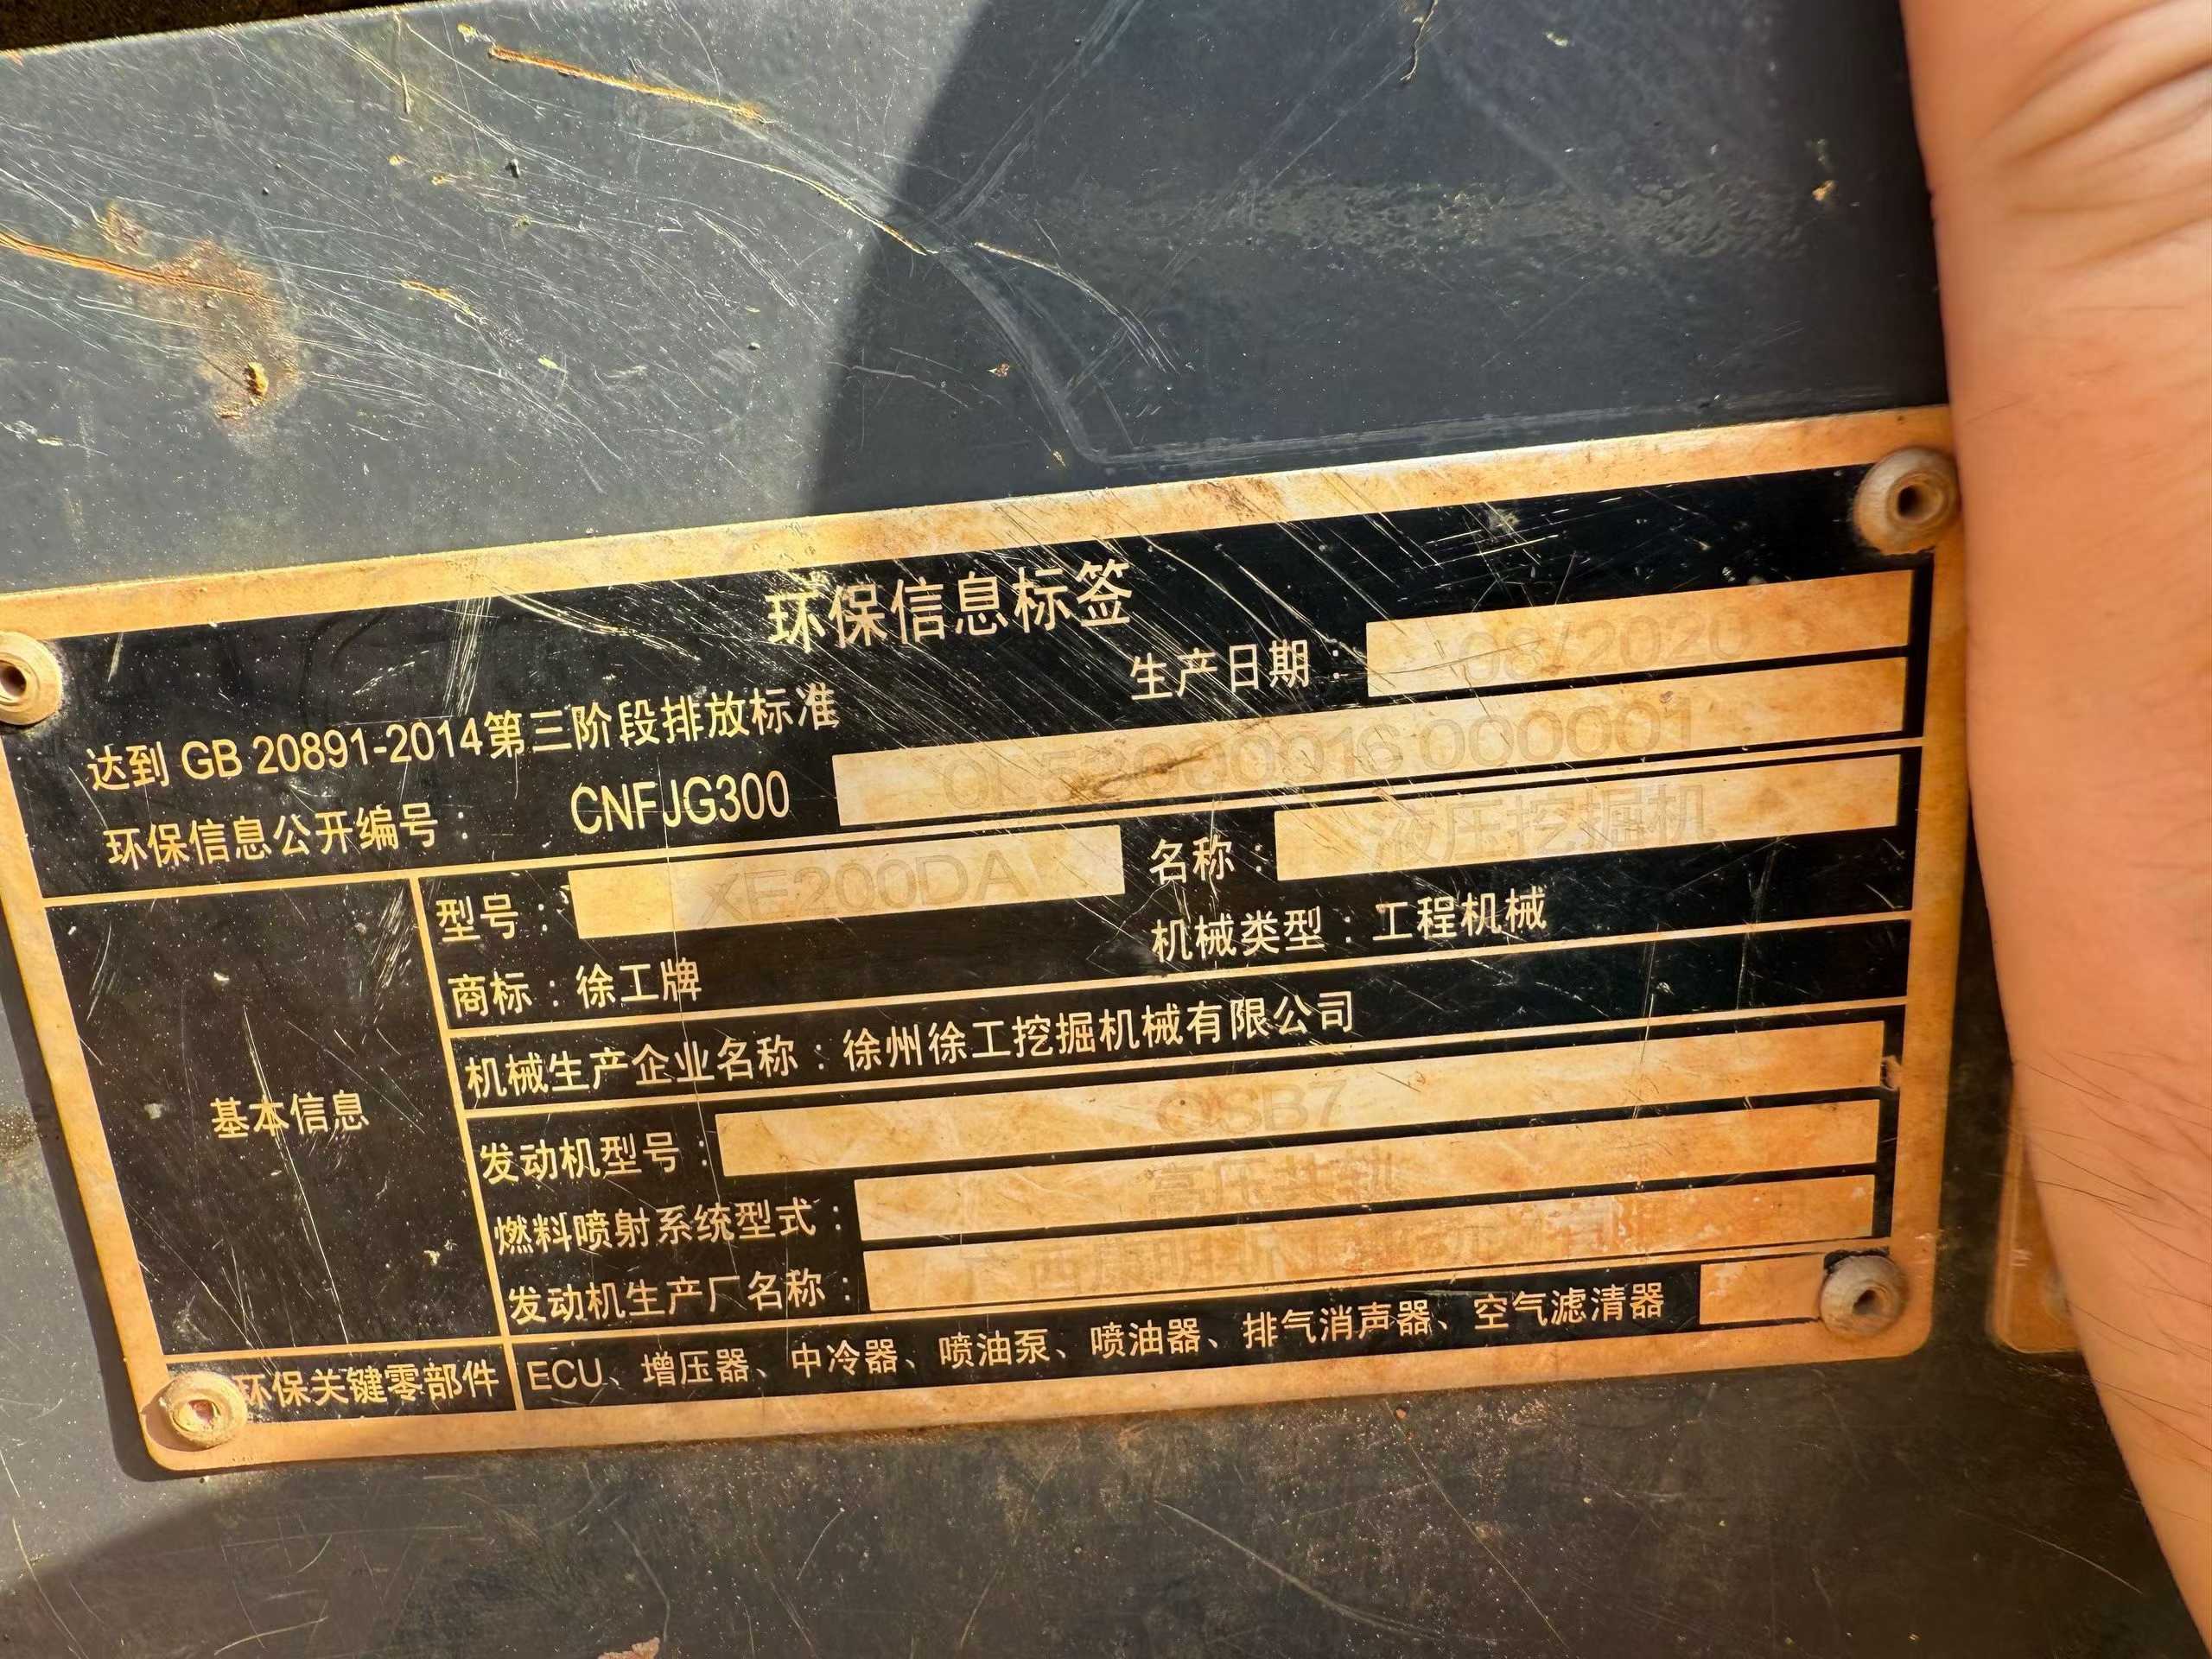 环保信息标签
生产日期： 08/2020
达到 GB 20891-2014第三阶段排放标准
环保信息公开编号： CNFJG300 000001
型号： XE200DA 名称： 液压挖掘机
商标：徐工牌 机械类型：工程机械
机械生产企业名称：徐州徐工挖掘机械有限公司
基本信息
发动机型号： QSB7
燃料喷射系统型式： 高压共轨
发动机生产厂名称：
环保关键零部件 ECU、增压器、中冷器、喷油泵、喷油器、排气消声器、空气滤清器